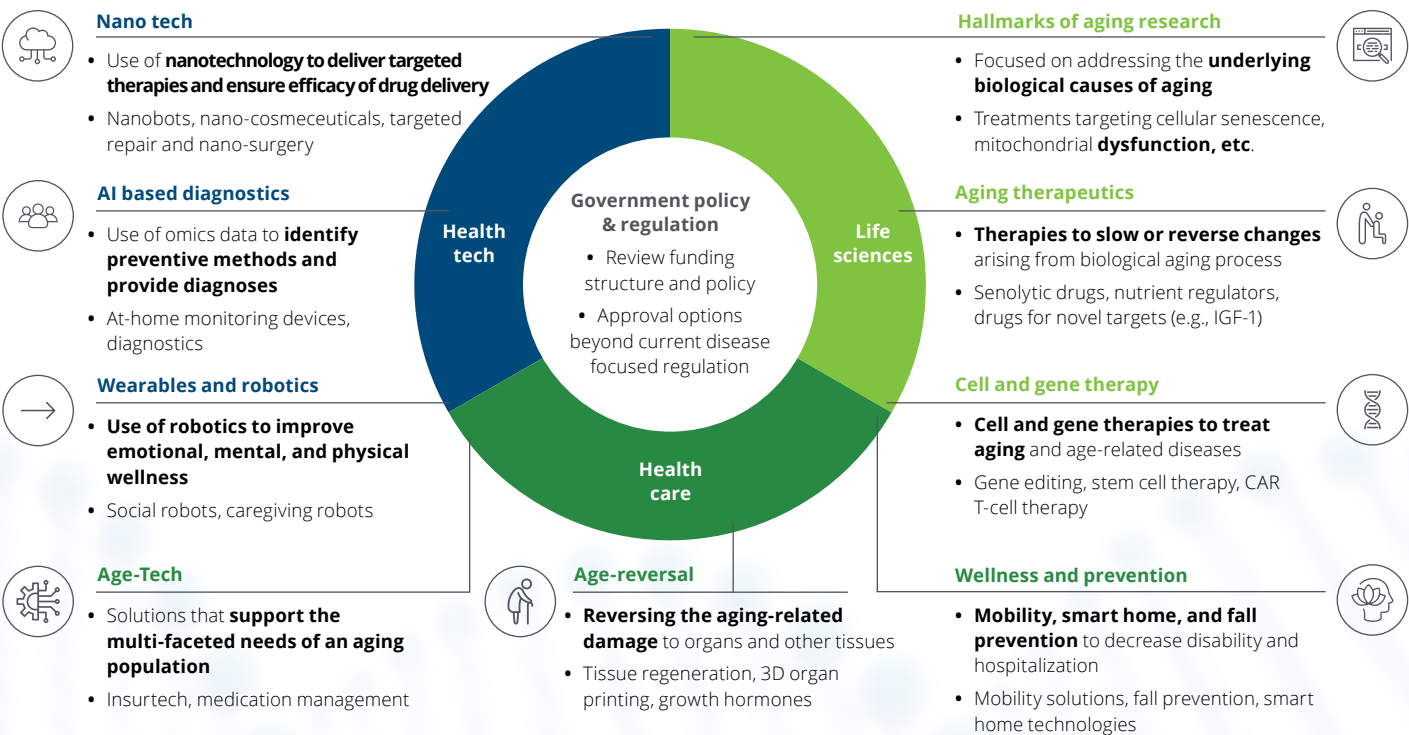 Nano tech
• Use of nanotechnology to deliver targeted
therapies and ensure efficacy of drug delivery
• Nanobots, nano-cosmeceuticals, targeted
repair and nano-surgery
AI based diagnostics
• Use of omics data to identify
preventive methods and
provide diagnoses
• At-home monitoring devices,
diagnostics
Wearables and robotics
• Use of robotics to improve
emotional, mental, and physical
wellness
• Social robots, caregiving robots
Health
tech
Government policy
& regulation
• Review funding
structure and policy
• Approval options
beyond current disease
focused regulation
Life
sciences
Health
care
Hallmarks of aging research
• Focused on addressing the underlying
biological causes of aging
• Treatments targeting cellular senescence,
mitochondrial dysfunction, etc.
Aging therapeutics
• Therapies to slow or reverse changes
arising from biological aging process
• Senolytic drugs, nutrient regulators,
drugs for novel targets (e.g., IGF-1)
Cell and gene therapy
• Cell and gene therapies to treat
aging and age-related diseases
• Gene editing, stem cell therapy, CAR
T-cell therapy
Age-Tech
• Solutions that support the
multi-faceted needs of an aging
population
• Insurtech, medication management
Age-reversal
• Reversing the aging-related
damage to organs and other tissues
• Tissue regeneration, 3D organ
printing, growth hormones
Wellness and prevention
• Mobility, smart home, and fall
prevention to decrease disability and
hospitalization
• Mobility solutions, fall prevention, smart
home technologies